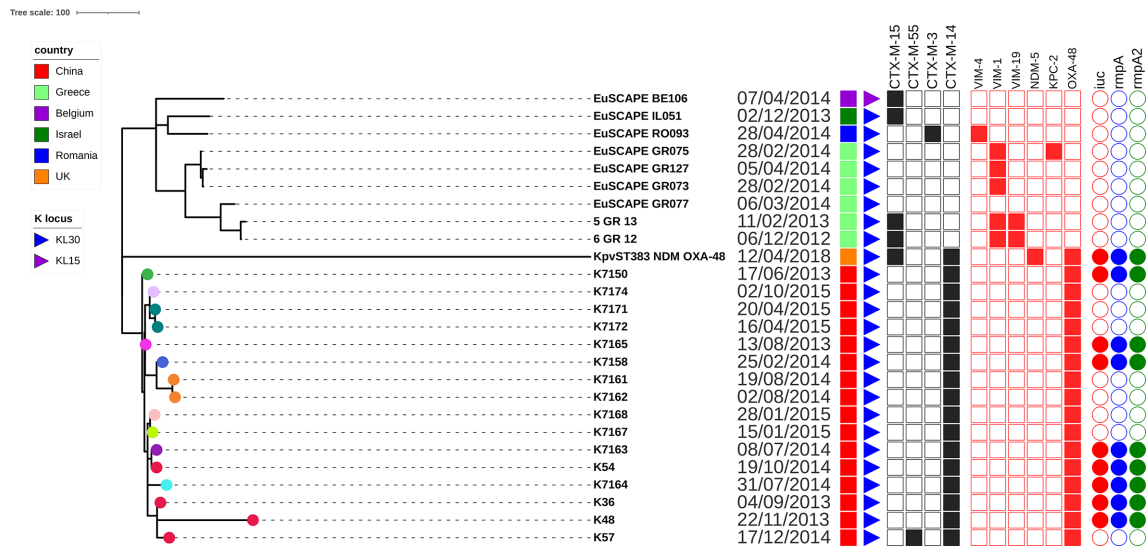 Tree scale: 100
country
China
Greece
Belgium
Israel
Romania
UK
K locus
KL30
KL15
CTX-M-15 CTX-M-55 CTX-M-3 CTX-M-14 VIM-4 VIM-1 VIM-19 NDM-5 KPC-2 OXA-48 iuc rmpA rmpA2
EuSCAPE BE106 07/04/2014
EuSCAPE IL051 02/12/2013
EuSCAPE RO093 28/04/2014
EuSCAPE GR075 28/02/2014
EuSCAPE GR127 05/04/2014
EuSCAPE GR073 28/02/2014
EuSCAPE GR077 06/03/2014
5 GR 13 11/02/2013
6 GR 12 06/12/2012
KpvST383 NDM OXA-48 12/04/2018
K7150 17/06/2013
K7174 02/10/2015
K7171 20/04/2015
K7172 16/04/2015
K7165 13/08/2013
K7158 25/02/2014
K7161 19/08/2014
K7162 02/08/2014
K7168 28/01/2015
K7167 15/01/2015
K7163 08/07/2014
K54 19/10/2014
K7164 31/07/2014
K36 04/09/2013
K48 22/11/2013
K57 17/12/2014